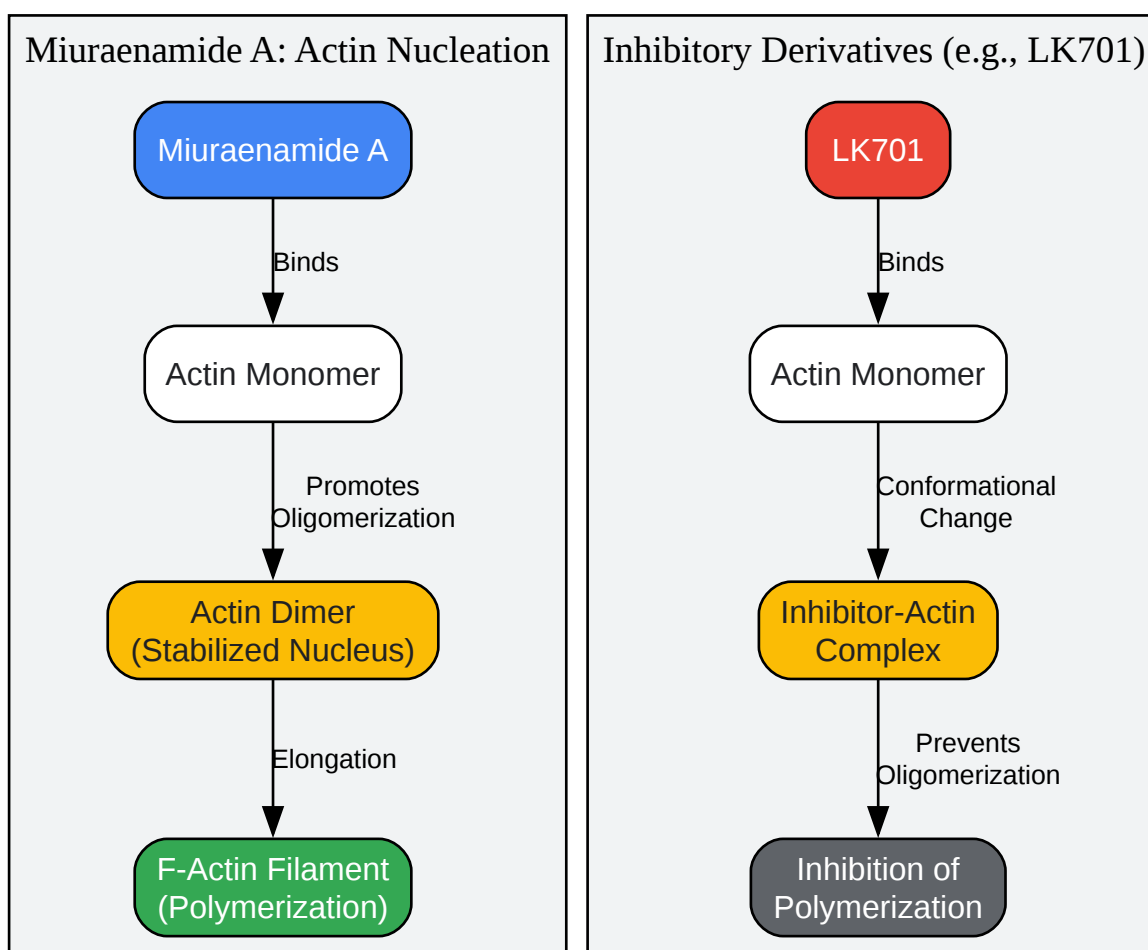 Miuraenamide A: Actin Nucleation
Miuraenamide A
Binds
Actin Monomer
Promotes
Oligomerization
Actin Dimer
(Stabilized Nucleus)
Elongation
F-Actin Filament
(Polymerization)
Inhibitory Derivatives (e.g., LK701)
LK701
Binds
Actin Monomer
Conformational
Change
Inhibitor-Actin
Complex
Prevents
Oligomerization
Inhibition of
Polymerization